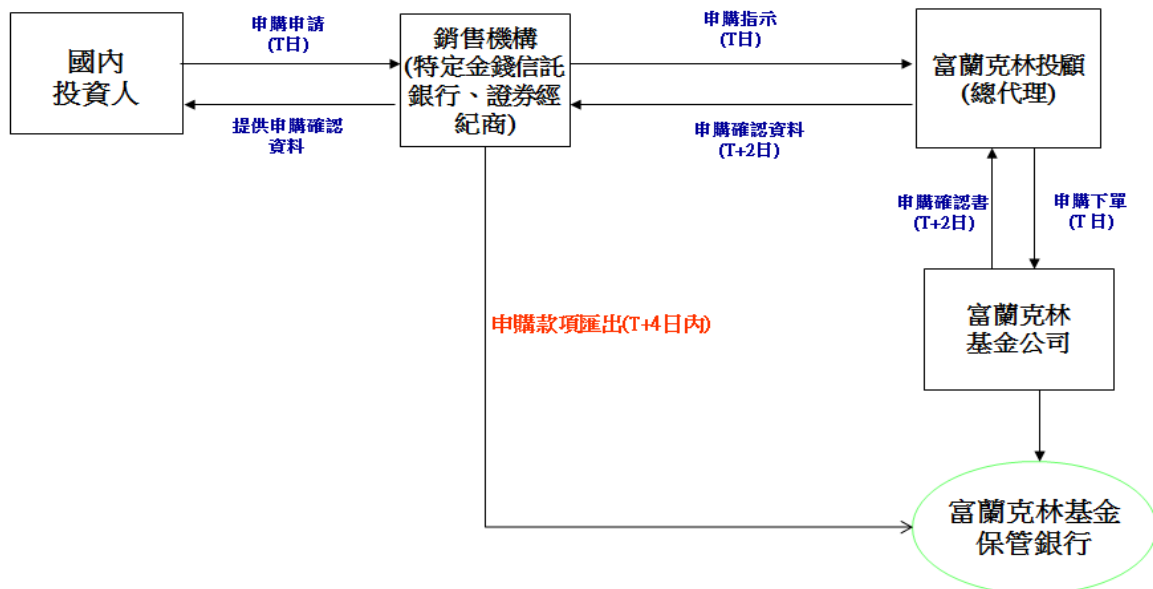 國內
投資人
申購申請
(T日)
提供申購確認
資料
銷售機構
(特定金錢信託
銀行、證券經
紀商)
申購指示
(T日)
申購確認資料
(T+2日)
富蘭克林投顧
(總代理)
申購確認書
(T+2日)
申購下單
(T 日)
富蘭克林
基金公司
申購款項匯出(T+4日內)
富蘭克林基金
保管銀行